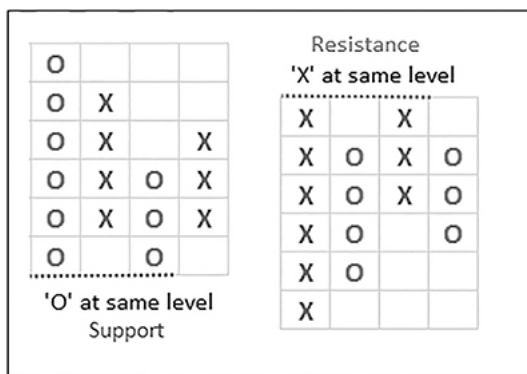 O
O X
O X X
O X O X
O X O X
O O
'O' at same level
Support
Resistance
'X' at same level
X X
X O X O
X O X O
X O O
X O
X